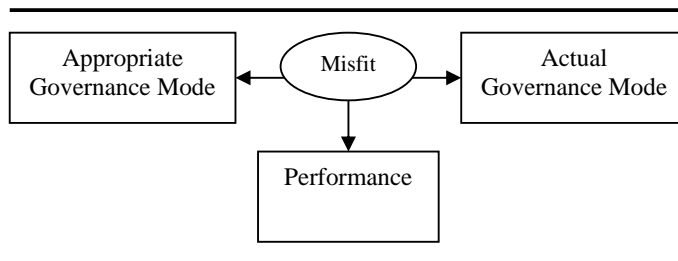 Appropriate
Governance Mode
Misfit
Actual
Governance Mode
Performance